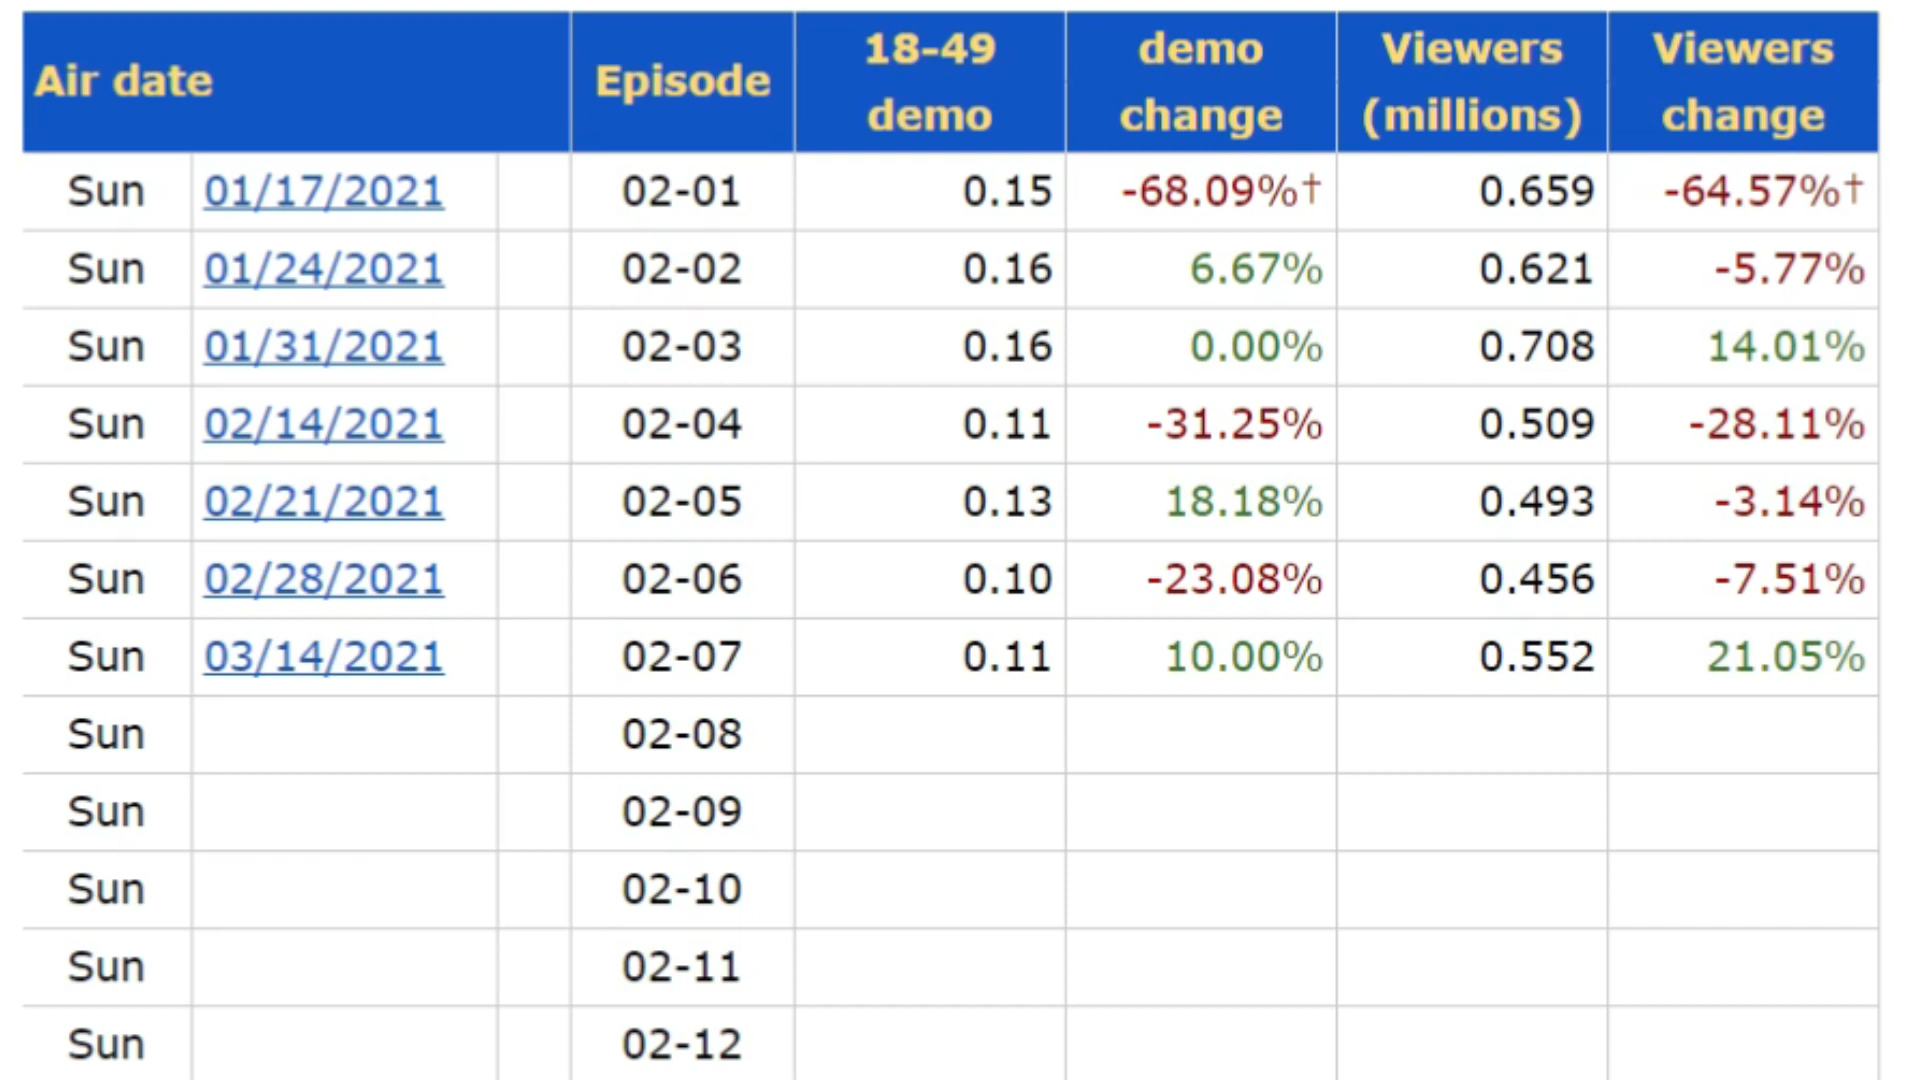 Air date Episode 18-49 demo demo change Viewers (millions) Viewers change
Sun 01/17/2021 02-01 0.15 -68.09%† 0.659 -64.57%†
Sun 01/24/2021 02-02 0.16 6.67% 0.621 -5.77%
Sun 01/31/2021 02-03 0.16 0.00% 0.708 14.01%
Sun 02/14/2021 02-04 0.11 -31.25% 0.509 -28.11%
Sun 02/21/2021 02-05 0.13 18.18% 0.493 -3.14%
Sun 02/28/2021 02-06 0.10 -23.08% 0.456 -7.51%
Sun 03/14/2021 02-07 0.11 10.00% 0.552 21.05%
Sun 02-08
Sun 02-09
Sun 02-10
Sun 02-11
Sun 02-12